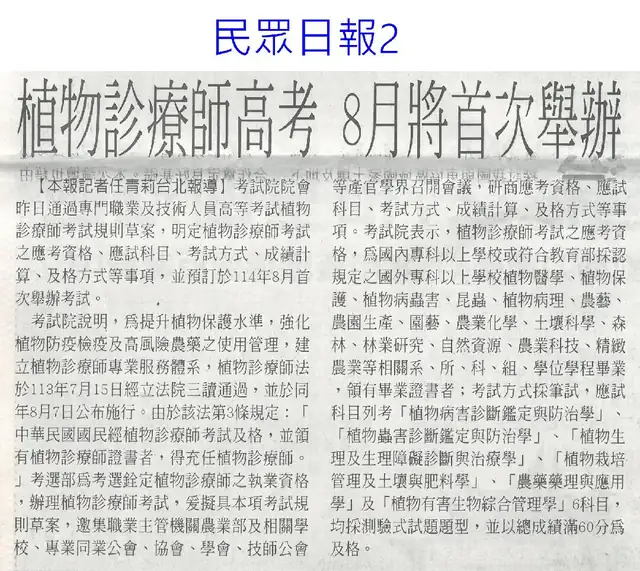 民眾日報2
植物診療師高考 8月將首次舉辦
【本報記者任菁莉台北報導】考試院院會
昨日通過專門職業及技術人員高等考試植物
診療師考試規則草案，明定植物診療師考試
之應考資格、應試科目、考試方式、成績計
算、及格方式等事項，並預訂於114年8月首
次舉辦考試。
考試院說明，為提升植物保護水準，強化
植物防疫檢疫及高風險農藥之使用管理，建
立植物診療師專業服務體系，植物診療師法
於113年7月15日經立法院三讀通過，並於同
年8月7日公布施行。由於該法第3條規定：「
中華民國國民經植物診療師考試及格，並領
有植物診療師證書者，得充任植物診療師。
」考選部為考選銓定植物診療師之執業資格
，辦理植物診療師考試，爰擬具本項考試規
則草案，邀集職業主管機關農業部及相關學
校、專業同業公會、協會、學會、技師公會
等產官學界召開會議，研商應考資格、應試
科目、考試方式、成績計算、及格方式等事
項。考試院表示，植物診療師考試之應考資
格，為國內專科以上學校或符合教育部採認
規定之國外專科以上學校植物醫學、植物保
護、植物病蟲害、昆蟲、植物病理、農藝、
農園生產、園藝、農業化學、土壤科學、森
林、林業研究、自然資源、農業科技、精緻
農業等相關系、所、科、組、學位學程畢業
，領有畢業證書者；考試方式採筆試，應試
科目列考「植物病害診斷鑑定與防治學」、
「植物蟲害診斷鑑定與防治學」、「植物生
理及生理障礙診斷與治療學」、「植物栽培
管理及土壤與肥料學」、「農藥藥理與應用
學」及「植物有害生物綜合管理學」6科目，
均採測驗式試題題型，並以總成績滿60分為
及格。